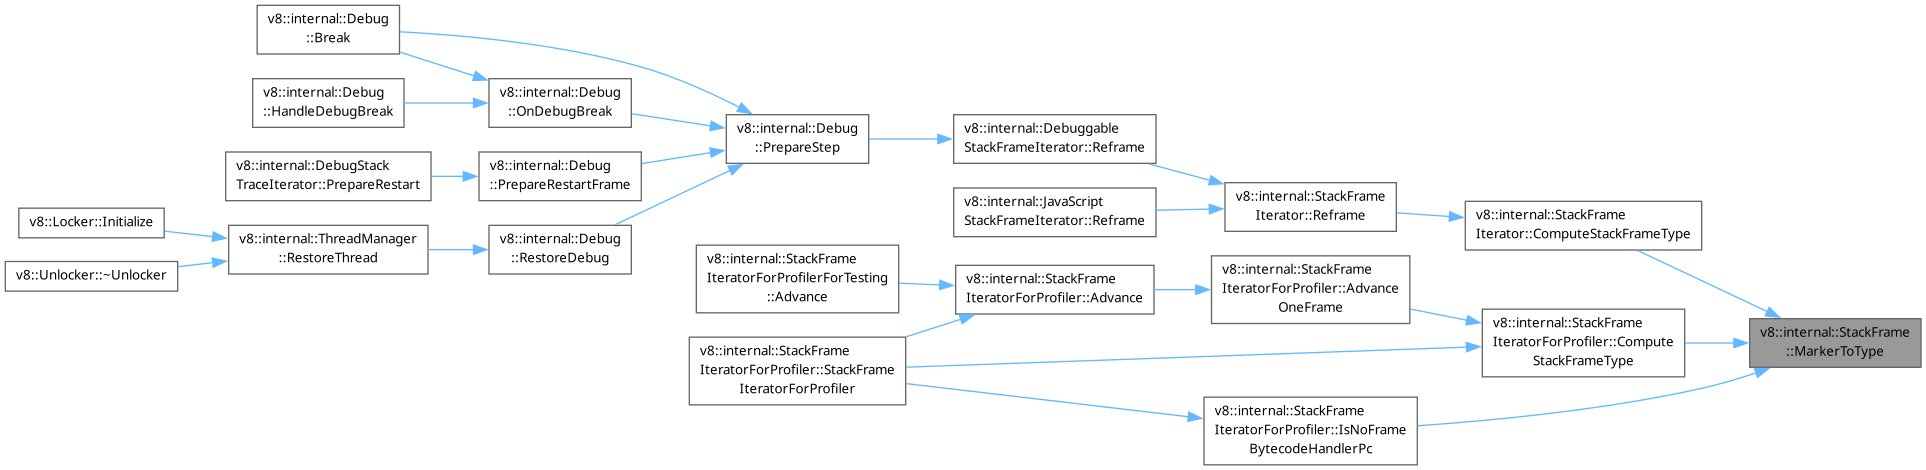 v8::internal::Debug
::Break
v8::internal::Debug
::HandleDebugBreak
v8::internal::Debug
::OnDebugBreak
v8::internal::DebugStack
TraceIterator::PrepareRestart
v8::internal::Debug
::PrepareRestartFrame
v8::Locker::Initialize
v8::Unlocker::~Unlocker
v8::internal::ThreadManager
::RestoreThread
v8::internal::Debug
::RestoreDebug
v8::internal::Debug
::PrepareStep
v8::internal::Debuggable
StackFrameIterator::Reframe
v8::internal::JavaScript
StackFrameIterator::Reframe
v8::internal::StackFrame
Iterator::Reframe
v8::internal::StackFrame
Iterator::ComputeStackFrameType
v8::internal::StackFrame
IteratorForProfilerForTesting
::Advance
v8::internal::StackFrame
IteratorForProfiler::Advance
v8::internal::StackFrame
IteratorForProfiler::Advance
OneFrame
v8::internal::StackFrame
IteratorForProfiler::StackFrame
IteratorForProfiler
v8::internal::StackFrame
IteratorForProfiler::Compute
StackFrameType
v8::internal::StackFrame
::MarkerToType
v8::internal::StackFrame
IteratorForProfiler::IsNoFrame
BytecodeHandlerPc